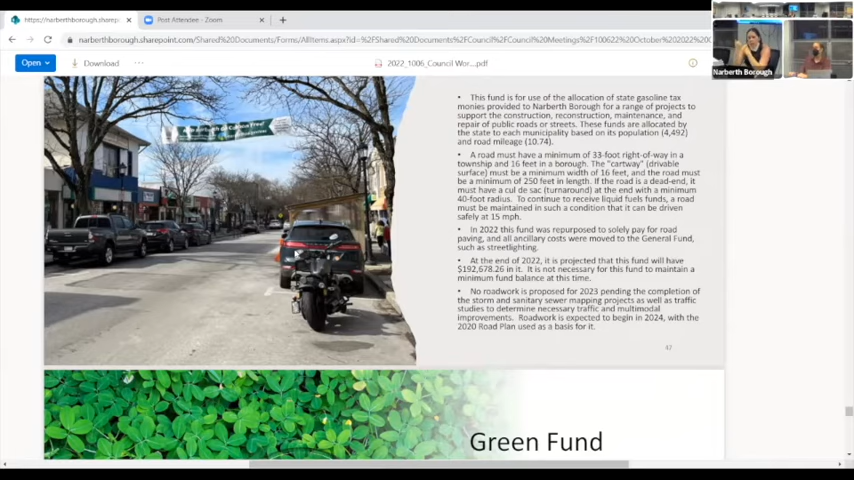 https://narberthborough.sharep
Post Attendee - Zoom
narberthborough.sharepoint.com/Shared%20Documents/Forms/AllItems.aspx?id=%2FShared%20Documents%2FCouncil%2FCouncil%20Meetings%2F100622%20October%202022%20C
Narberth Borough
Open
Download
2022_1006_Council Wor...pdf
• This fund is for use of the allocation of state gasoline tax
monies provided to Narberth Borough for a range of projects to
support the construction, reconstruction, maintenance, and
repair of public roads or streets. These funds are allocated by
the state to each municipality based on its population (4,492)
and road mileage (10.74).
• A road must have a minimum of 33-foot right-of-way in a
township and 16 feet in a borough. The "cartway" (drivable
surface) must be a minimum width of 16 feet, and the road must
be a minimum of 250 feet in length. If the road is a dead-end, it
must have a cul de sac (turnaround) at the end with a minimum
40-foot radius. To continue to receive liquid fuels funds, a road
must be maintained in such a condition that it can be driven
safely at 15 mph.
• In 2022 this fund was repurposed to solely pay for road
paving, and all ancillary costs were moved to the General Fund,
such as streetlighting.
• At the end of 2022, it is projected that this fund will have
$192,678.26 in it. It is not necessary for this fund to maintain a
minimum fund balance at this time.
• No roadwork is proposed for 2023 pending the completion of
the storm and sanitary sewer mapping projects as well as traffic
studies to determine necessary traffic and multimodal
improvements. Roadwork is expected to begin in 2024, with the
2020 Road Plan used as a basis for it.
47
Green Fund